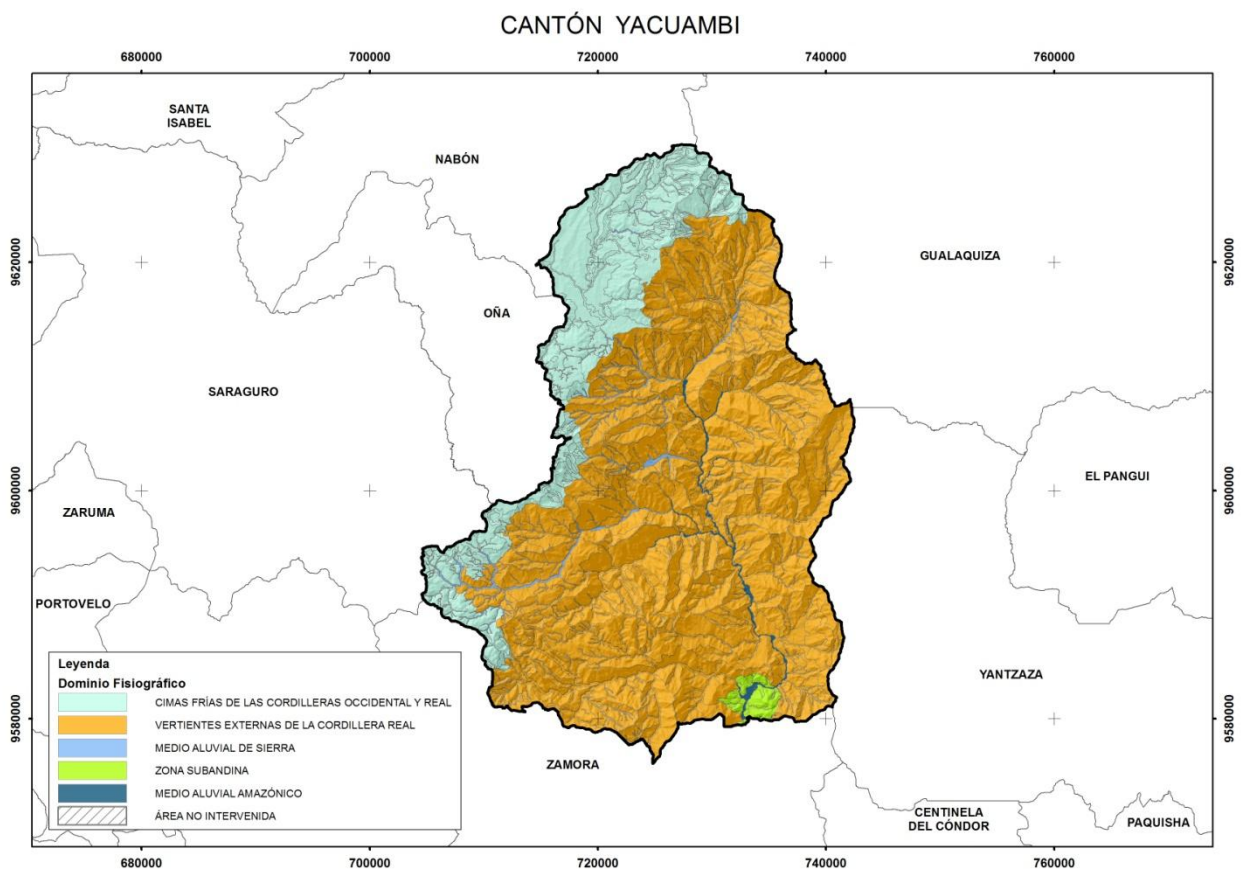 CANTÓN YACUAMBI
680000
700000
720000
740000
760000
SANTA
ISABEL
NABÓN
9620000
GUALAQUIZA
9620000
OÑA
SARAGURO
EL PANGUI
9600000
9600000
ZARUMA
PORTOVELO
YANTZAZA
9580000
9580000
ZAMORA
CENTINELA
DEL CÓNDOR
PAQUISHA
Leyenda
Dominio Fisiográfico
CIMAS FRÍAS DE LAS CORDILLERAS OCCIDENTAL Y REAL
VERTIENTES EXTERNAS DE LA CORDILLERA REAL
MEDIO ALUVIAL DE SIERRA
ZONA SUBANDINA
MEDIO ALUVIAL AMAZÓNICO
ÁREA NO INTERVENIDA
680000
700000
720000
740000
760000